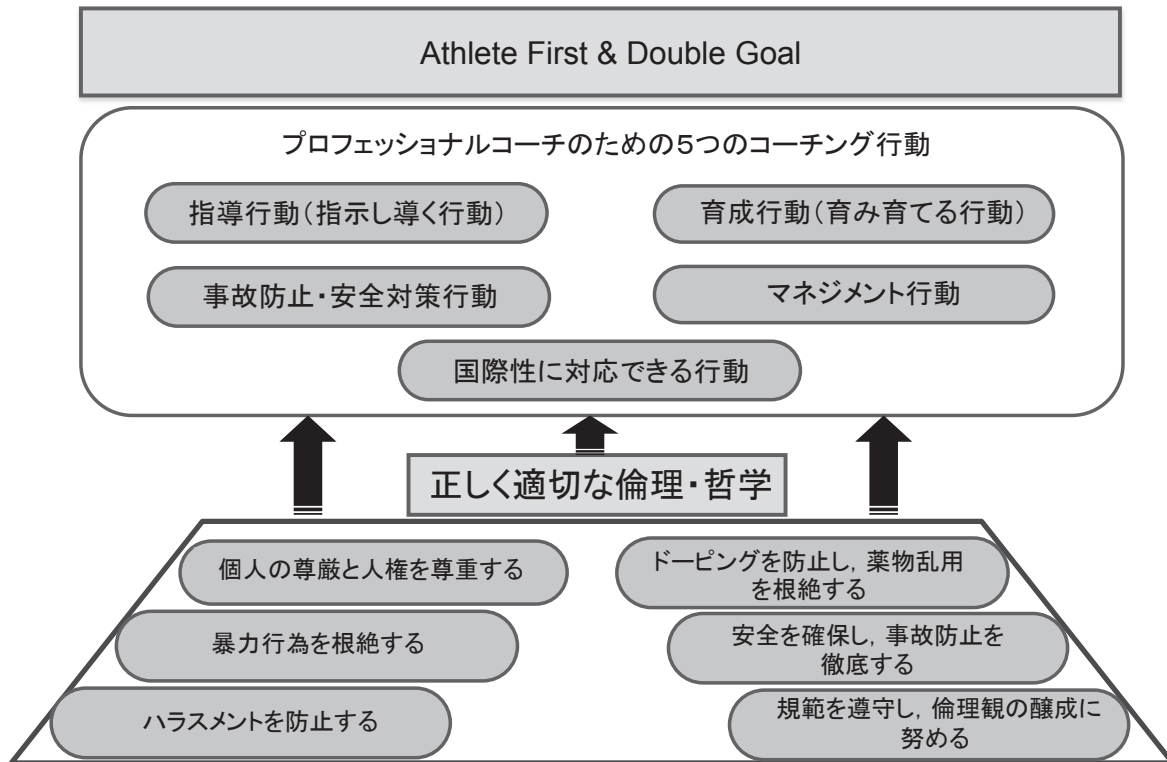 Athlete First & Double Goal
プロフェッショナルコーチのための5つのコーチング行動
指導行動（指示し導く行動）
育成行動（育み育てる行動）
事故防止・安全対策行動
マネジメント行動
国際性に対応できる行動
正しく適切な倫理・哲学
個人の尊厳と人権を尊重する
ドーピングを防止し，薬物乱用
を根絶する
暴力行為を根絶する
安全を確保し，事故防止を
徹底する
ハラスメントを防止する
規範を遵守し，倫理観の醸成に
努める